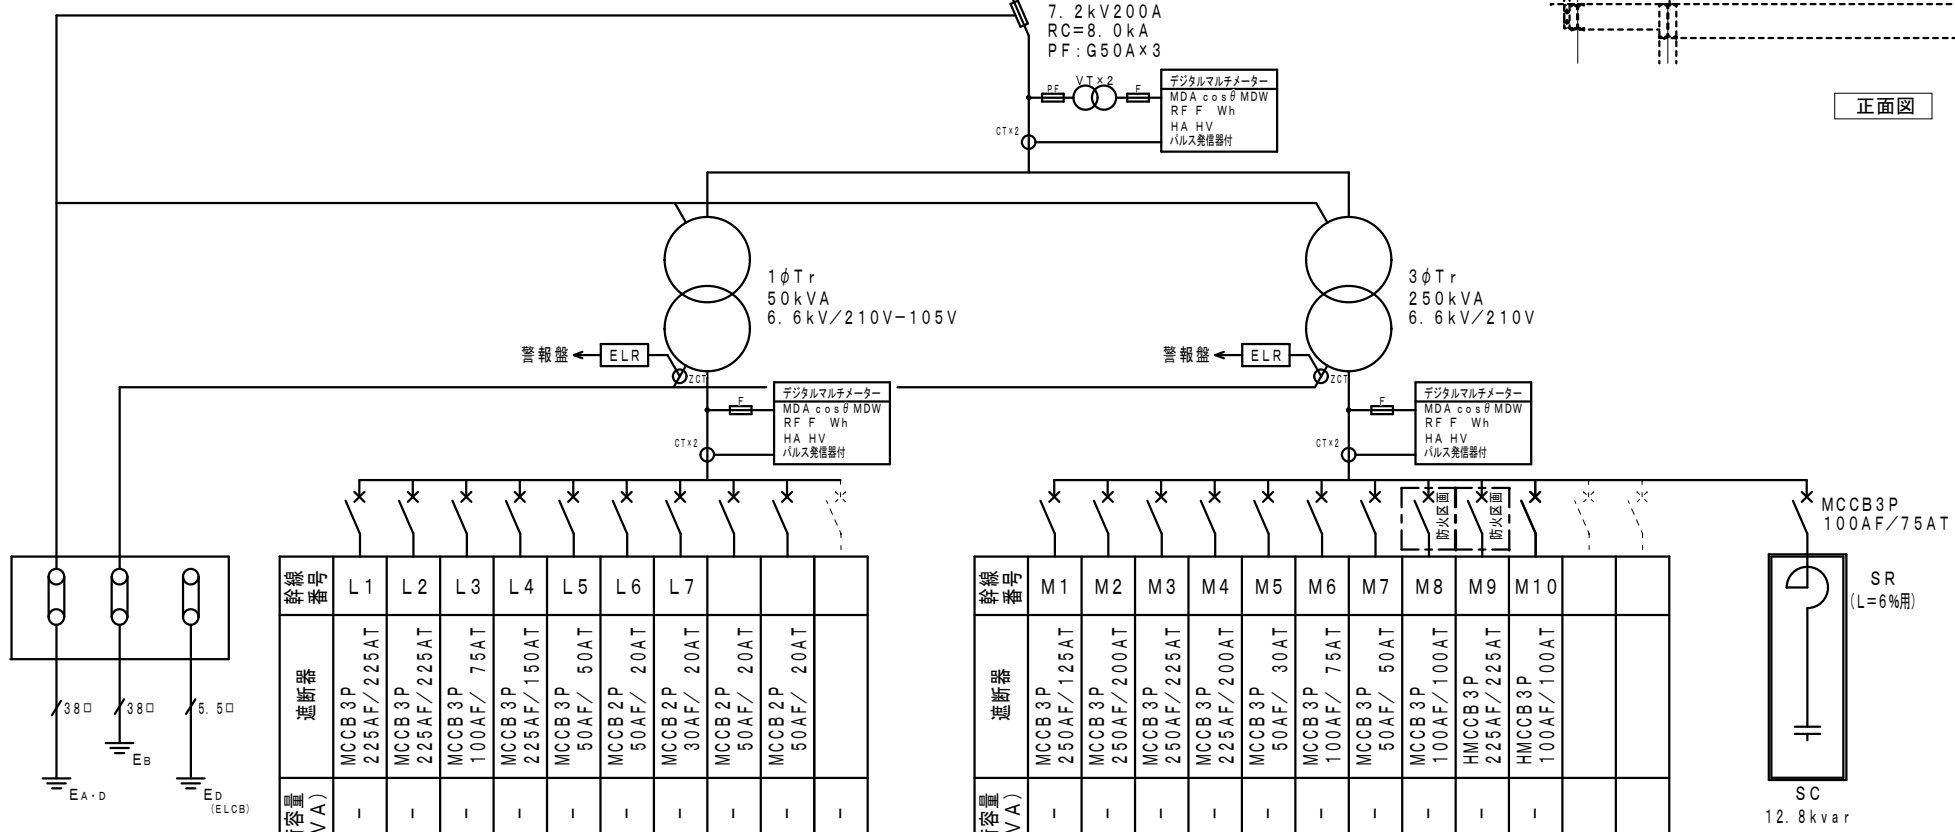 7.2kV200A
RC=8.0kA
PF:G50A×3
PF
VT×2
F
デジタルマルチメーター
MDA cosθ MDW
RF F Wh
HA HV
パルス発信器付
CT×2
正面図
1φTr
50kVA
6.6kV/210V-105V
3φTr
250kVA
6.6kV/210V
警報盤
ELR
ZCT
警報盤
ELR
ZCT
F
デジタルマルチメーター
MDA cosθ MDW
RF F Wh
HA HV
パルス発信器付
CT×2
F
デジタルマルチメーター
MDA cosθ MDW
RF F Wh
HA HV
パルス発信器付
CT×2
防火区画
防火区画
MCCB3P
100AF/75AT
幹線番号 L1 L2 L3 L4 L5 L6 L7
遮断器
MCCB3P
225AF/225AT
MCCB3P
225AF/225AT
MCCB3P
100AF/ 75AT
MCCB3P
225AF/150AT
MCCB3P
50AF/ 50AT
MCCB2P
50AF/ 20AT
MCCB2P
30AF/ 20AT
MCCB2P
50AF/ 20AT
MCCB2P
50AF/ 20AT
容量
VA)
- - - - - - - - - -
幹線番号 M1 M2 M3 M4 M5 M6 M7 M8 M9 M10
遮断器
MCCB3P
250AF/125AT
MCCB3P
250AF/200AT
MCCB3P
250AF/225AT
MCCB3P
225AF/200AT
MCCB3P
50AF/ 30AT
MCCB3P
100AF/ 75AT
MCCB3P
50AF/ 50AT
MCCB3P
100AF/100AT
HMCCB3P
225AF/225AT
HMCCB3P
100AF/100AT
容量
VA)
- - - - - - - - - - - -
SR
(L=6%用)
SC
12.8kvar
38□
38□
5.5□
EA・D
EB
ED
(ELCB)